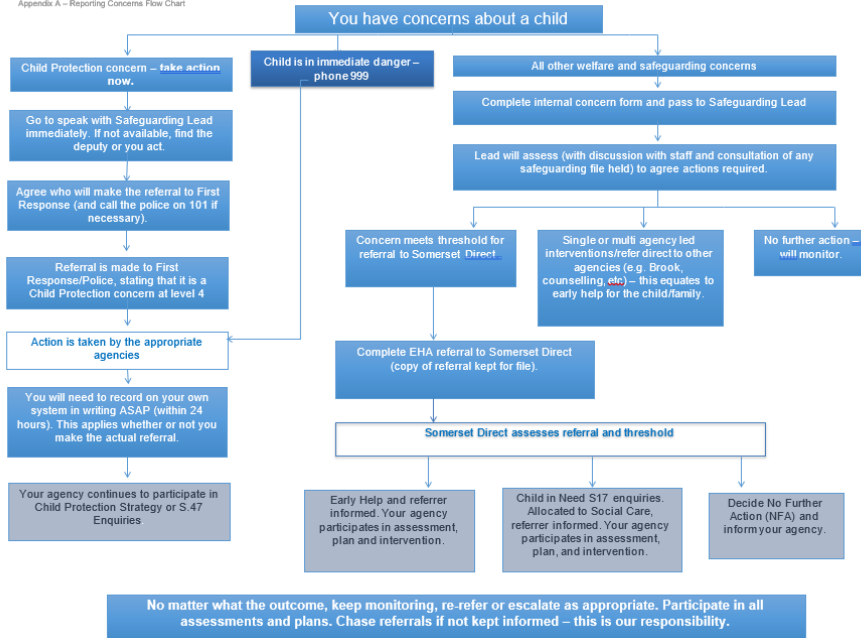 Appendix A – Reporting Concerns Flow Chart
You have concerns about a child
Child Protection concern – take action
now.
Go to speak with Safeguarding Lead
immediately. If not available, find the
deputy or you act.
Agree who will make the referral to First
Response (and call the police on 101 if
necessary).
Referral is made to First
Response/Police, stating that it is a
Child Protection concern at level 4
Action is taken by the appropriate
agencies
You will need to record on your own
system in writing ASAP (within 24
hours). This applies whether or not you
make the actual referral.
Your agency continues to participate in
Child Protection Strategy or S.47
Enquiries.
Child is in immediate danger –
phone 999
All other welfare and safeguarding concerns
Complete internal concern form and pass to Safeguarding Lead
Lead will assess (with discussion with staff and consultation of any
safeguarding file held) to agree actions required.
Concern meets threshold for
referral to Somerset Direct.
Single or multi agency led
interventions/refer direct to other
agencies (e.g. Brook,
counselling, etc) – this equates to
early help for the child/family.
No further action –
will monitor.
Complete EHA referral to Somerset Direct
(copy of referral kept for file).
Somerset Direct assesses referral and threshold
Early Help and referrer
informed. Your agency
participates in assessment,
plan and intervention.
Child in Need S17 enquiries.
Allocated to Social Care,
referrer informed. Your agency
participates in assessment,
plan, and intervention.
Decide No Further
Action (NFA) and
inform your agency.
No matter what the outcome, keep monitoring, re-refer or escalate as appropriate. Participate in all
assessments and plans. Chase referrals if not kept informed – this is our responsibility.